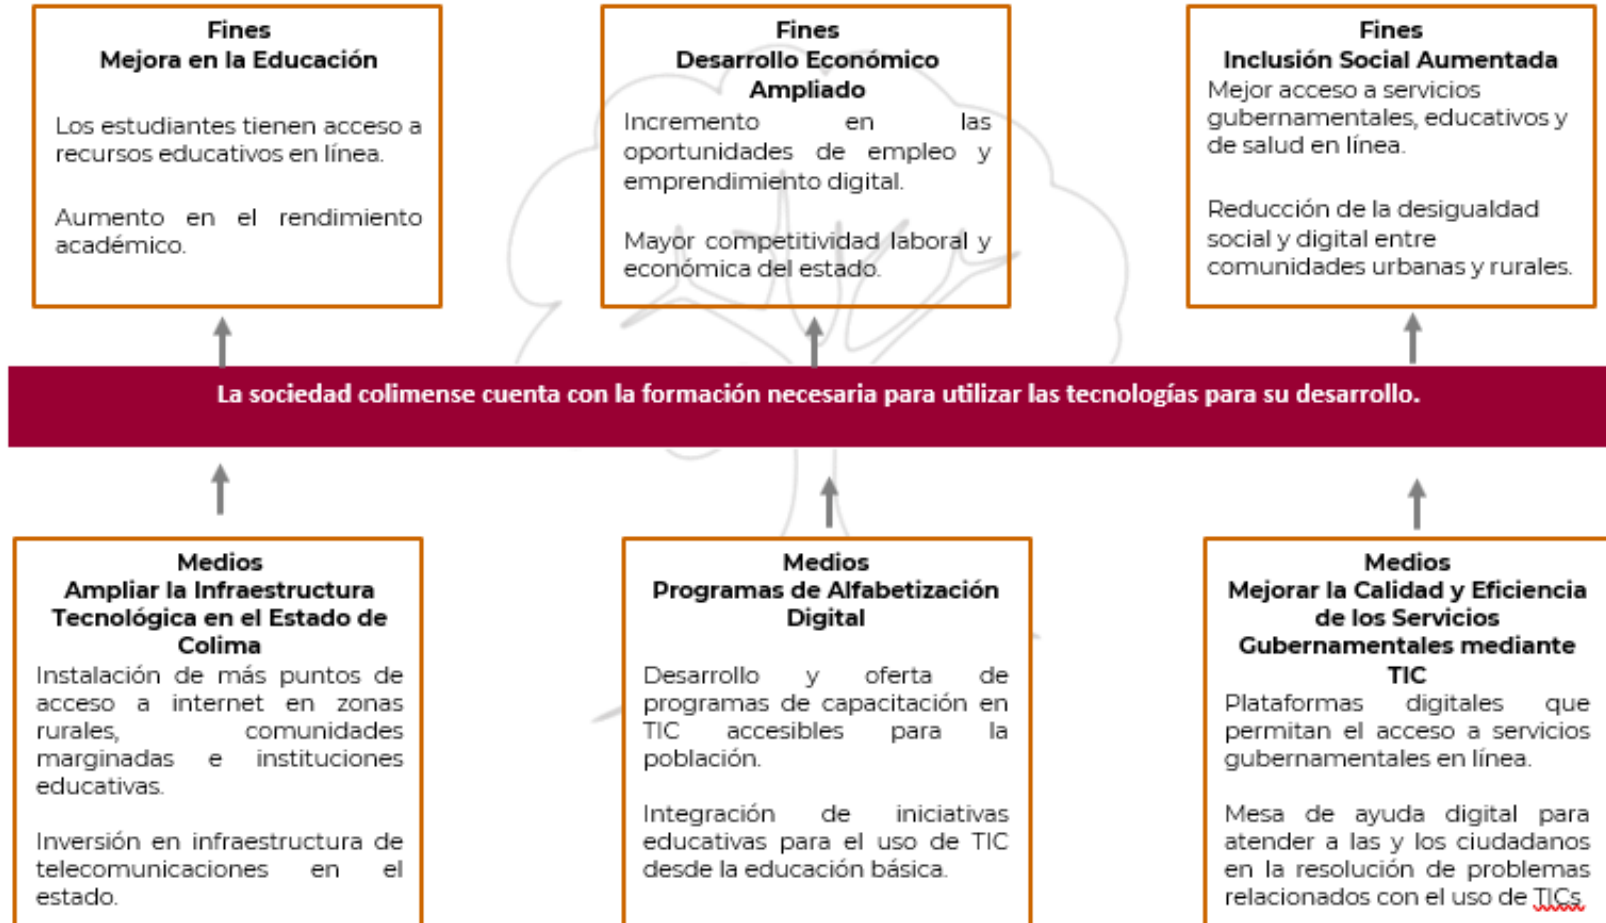 Fines
Mejora en la Educación
Los estudiantes tienen acceso a
recursos educativos en línea.
Aumento en el rendimiento
académico.
Fines
Desarrollo Económico
Ampliado
Incremento en las
oportunidades de empleo y
emprendimiento digital.
Mayor competitividad laboral y
económica del estado.
Fines
Inclusión Social Aumentada
Mejor acceso a servicios
gubernamentales, educativos y
de salud en línea.
Reducción de la desigualdad
social y digital entre
comunidades urbanas y rurales.
La sociedad colimense cuenta con la formación necesaria para utilizar las tecnologías para su desarrollo.
Medios
Ampliar la Infraestructura
Tecnológica en el Estado de
Colima
Instalación de más puntos de
acceso a internet en zonas
rurales, comunidades
marginadas e instituciones
educativas.
Inversión en infraestructura de
telecomunicaciones en el
estado.
Medios
Programas de Alfabetización
Digital
Desarrollo y oferta de
programas de capacitación en
TIC accesibles para la
población.
Integración de iniciativas
educativas para el uso de TIC
desde la educación básica.
Medios
Mejorar la Calidad y Eficiencia
de los Servicios
Gubernamentales mediante
TIC
Plataformas digitales que
permitan el acceso a servicios
gubernamentales en línea.
Mesa de ayuda digital para
atender a las y los ciudadanos
en la resolución de problemas
relacionados con el uso de TICs